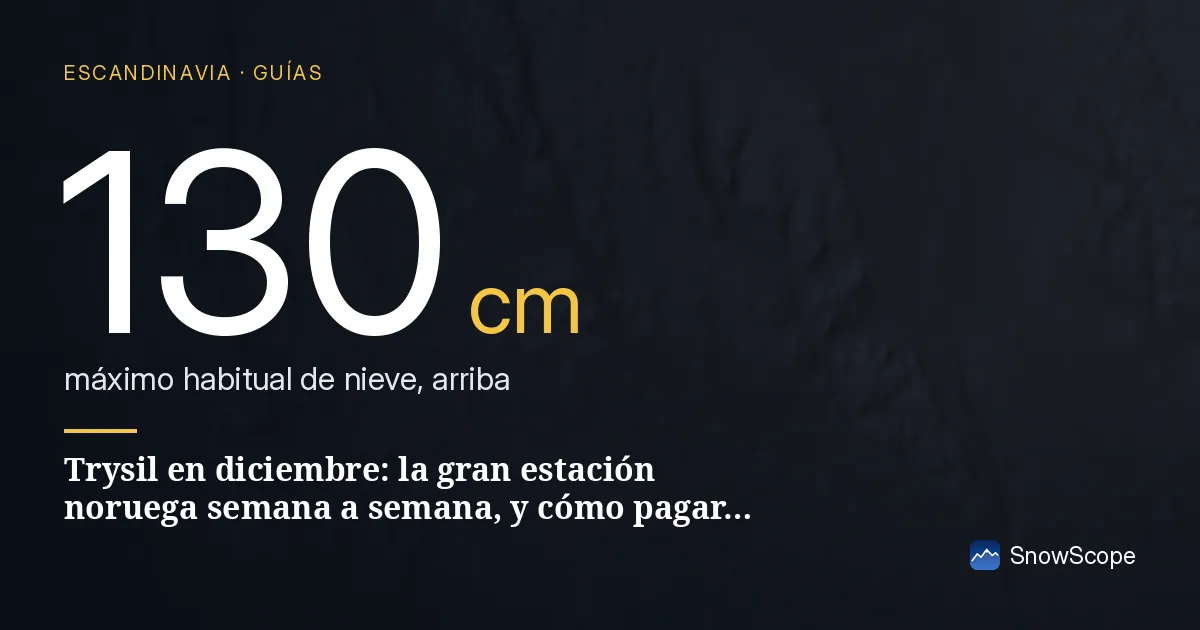 ESCANDINAVIA · GUÍAS
130 cm
máximo habitual de nieve, arriba
Trysil en diciembre: la gran estación
noruega semana a semana, y cómo pagar...
SnowScope